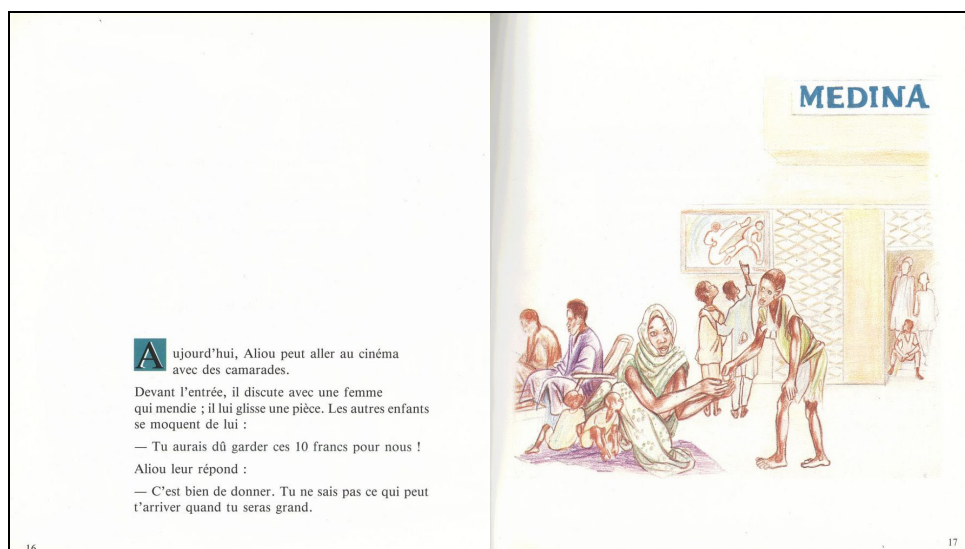 Aujourd'hui, Aliou peut aller au cinéma
avec des camarades.
Devant l'entrée, il discute avec une femme
qui mendie ; il lui glisse une pièce. Les autres enfants
se moquent de lui :
— Tu aurais dû garder ces 10 francs pour nous !
Aliou leur répond :
— C'est bien de donner. Tu ne sais pas ce qui peut
t'arriver quand tu seras grand.
16
MEDINA
17